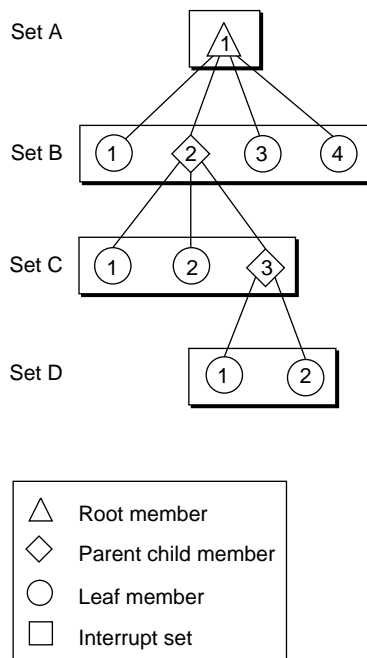 Set A
1
Set B
1 2 3 4
Set C
1 2 3
Set D
1 2
Root member
Parent child member
Leaf member
Interrupt set